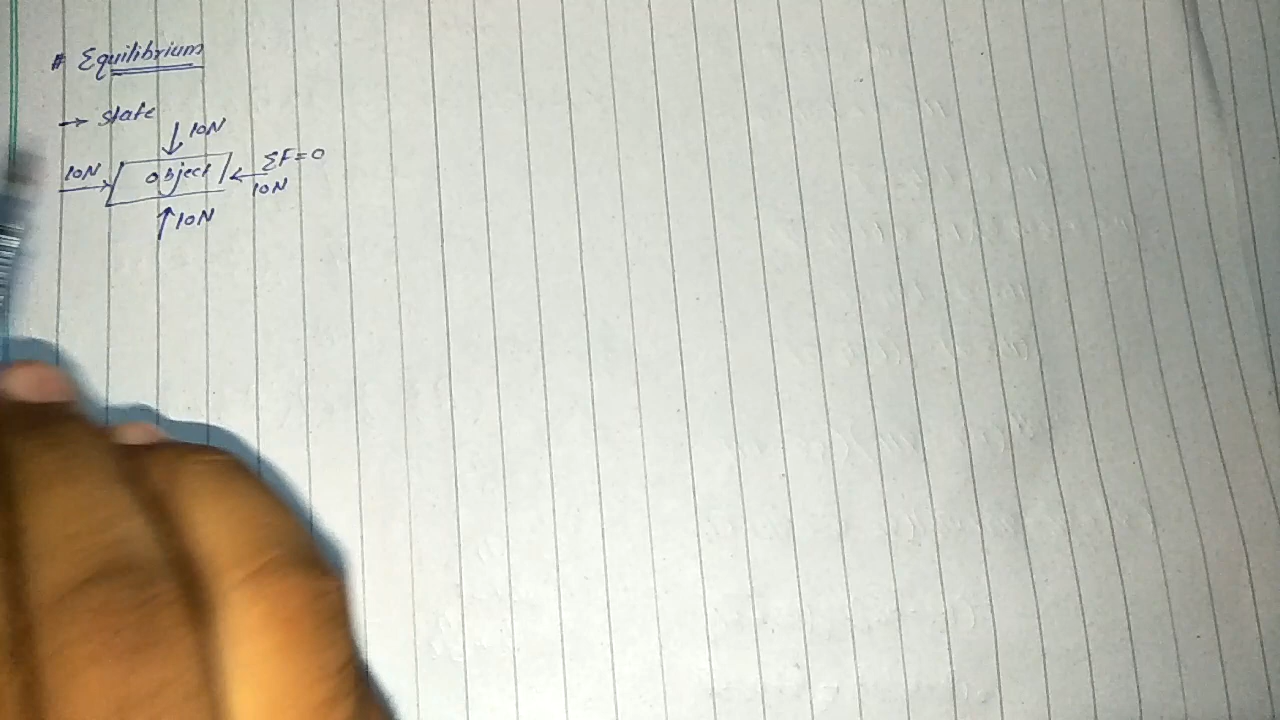 # Equilibrium
→ state
↓ 10N
10N → object ← ΣF=0
10N
↑ 10N